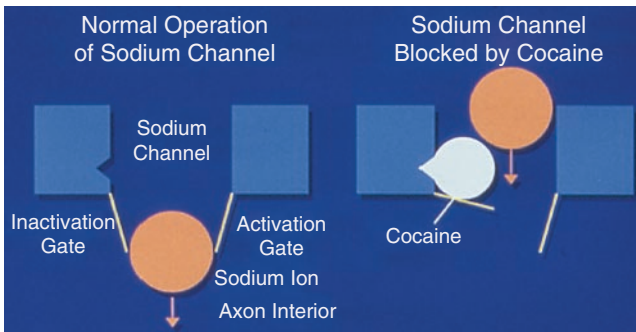 Normal Operation
of Sodium Channel
Sodium Channel
Blocked by Cocaine
Sodium
Channel
Inactivation
Gate
Activation
Gate
Sodium Ion
Axon Interior
Cocaine